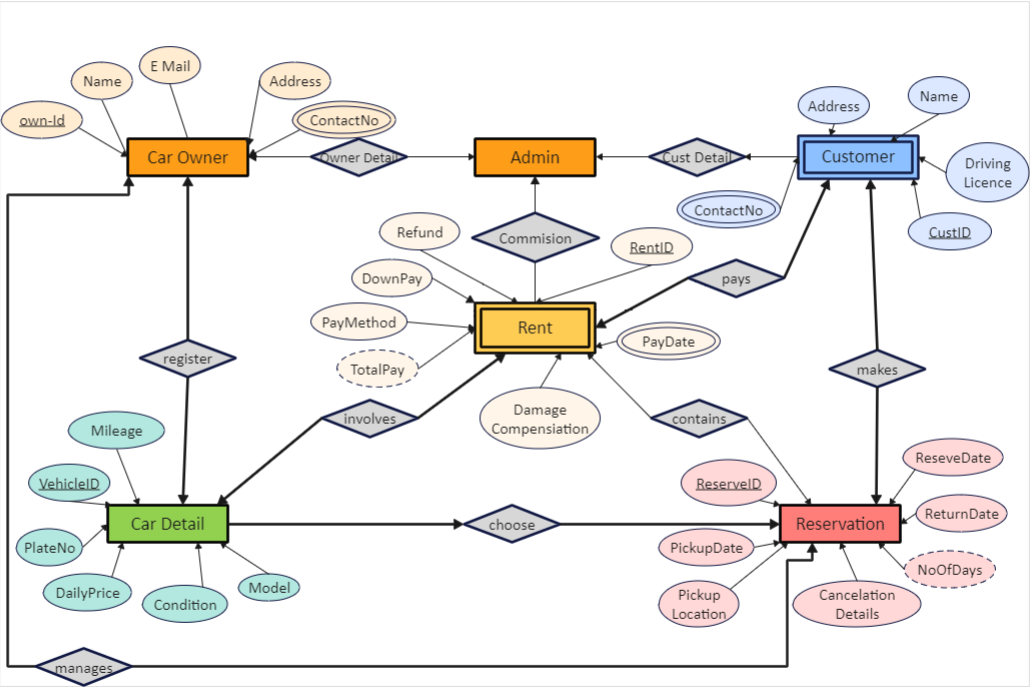 E Mail
Name
Address
own-Id
ContactNo
Car Owner
Owner Detail
Admin
Cust Detail
Customer
Address
Name
Driving
Licence
ContactNo
CustID
Refund
Commision
RentID
DownPay
pays
PayMethod
Rent
PayDate
TotalPay
register
makes
involves
Damage
Compensiation
contains
Mileage
VehicleID
ReserveID
ReseveDate
Car Detail
choose
Reservation
ReturnDate
PlateNo
PickupDate
NoOfDays
DailyPrice
Condition
Model
Pickup
Location
Cancelation
Details
manages